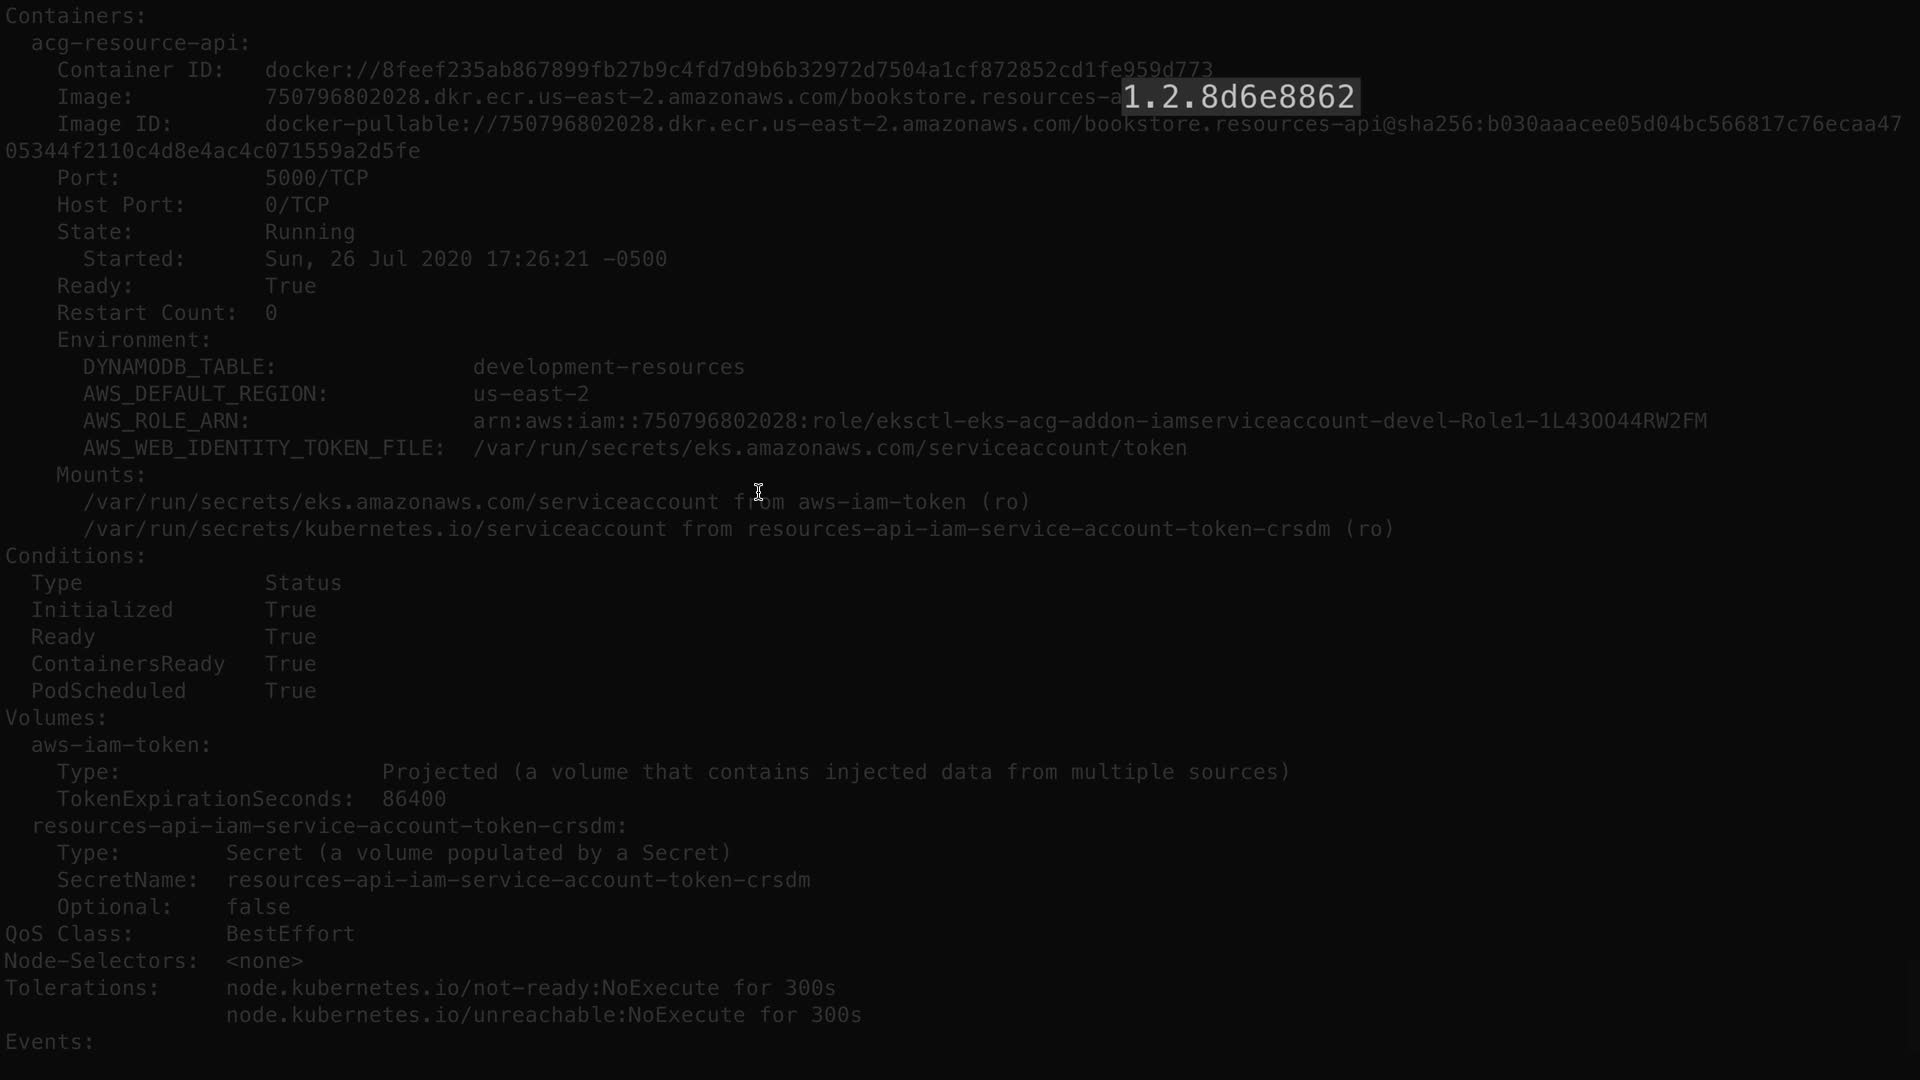 Containers:
  acg-resource-api:
    Container ID:   docker://8feef235ab867899fb27b9c4fd7d9b6b32972d7504a1cf872852cd1fe959d773
    Image:          750796802028.dkr.ecr.us-east-2.amazonaws.com/bookstore.resources-a 1.2.8d6e8862
    Image ID:       docker-pullable://750796802028.dkr.ecr.us-east-2.amazonaws.com/bookstore.resources-api@sha256:b030aaacee05d04bc566817c76ecaa47
05344f2110c4d8e4ac4c071559a2d5fe
    Port:           5000/TCP
    Host Port:      0/TCP
    State:          Running
      Started:      Sun, 26 Jul 2020 17:26:21 -0500
    Ready:          True
    Restart Count:  0
    Environment:
      DYNAMODB_TABLE:               development-resources
      AWS_DEFAULT_REGION:           us-east-2
      AWS_ROLE_ARN:                 arn:aws:iam::750796802028:role/eksctl-eks-acg-addon-iamserviceaccount-devel-Role1-1L43OO44RW2FM
      AWS_WEB_IDENTITY_TOKEN_FILE:  /var/run/secrets/eks.amazonaws.com/serviceaccount/token
    Mounts:
      /var/run/secrets/eks.amazonaws.com/serviceaccount from aws-iam-token (ro)
      /var/run/secrets/kubernetes.io/serviceaccount from resources-api-iam-service-account-token-crsdm (ro)
Conditions:
  Type              Status
  Initialized       True
  Ready             True
  ContainersReady   True
  PodScheduled      True
Volumes:
  aws-iam-token:
    Type:                    Projected (a volume that contains injected data from multiple sources)
    TokenExpirationSeconds:  86400
  resources-api-iam-service-account-token-crsdm:
    Type:        Secret (a volume populated by a Secret)
    SecretName:  resources-api-iam-service-account-token-crsdm
    Optional:    false
QoS Class:       BestEffort
Node-Selectors:  <none>
Tolerations:     node.kubernetes.io/not-ready:NoExecute for 300s
                 node.kubernetes.io/unreachable:NoExecute for 300s
Events: